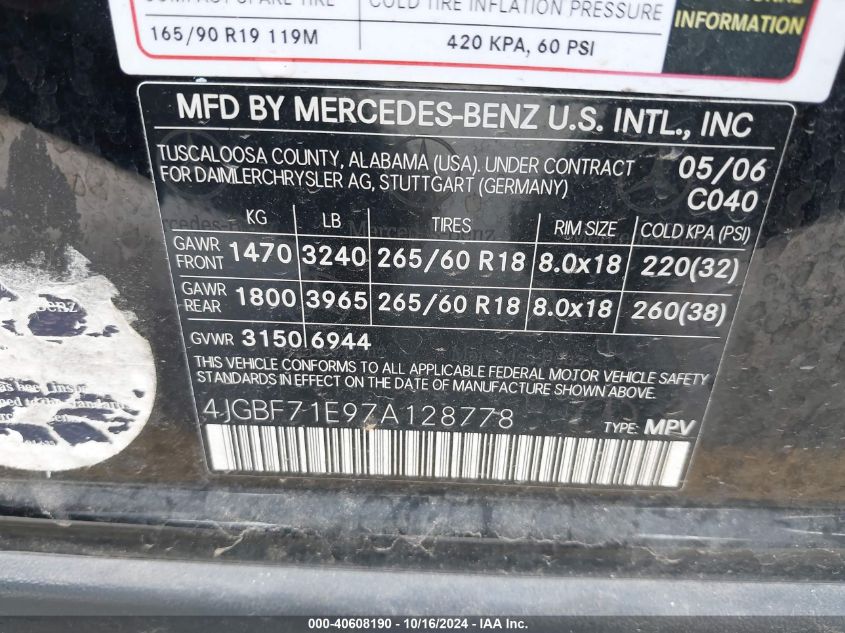 COMPACT SPARE TIRE COLD TIRE INFLATION PRESSURE
165/90 R19 119M 420 KPA, 60 PSI
INFORMATION
MFD BY MERCEDES-BENZ U.S. INTL., INC
TUSCALOOSA COUNTY, ALABAMA (USA). UNDER CONTRACT 05/06
FOR DAIMLERCHRYSLER AG, STUTTGART (GERMANY) C040
KG LB TIRES RIM SIZE COLD KPA (PSI)
GAWR FRONT 1470 3240 265/60 R18 8.0x18 220(32)
GAWR REAR 1800 3965 265/60 R18 8.0x18 260(38)
GVWR 3150 6944
THIS VEHICLE CONFORMS TO ALL APPLICABLE FEDERAL MOTOR VEHICLE SAFETY
STANDARDS IN EFFECT ON THE DATE OF MANUFACTURE SHOWN ABOVE.
4JGBF71E97A128778 TYPE: MPV
Benz
has been
000-40608190 - 10/16/2024 - IAA Inc.